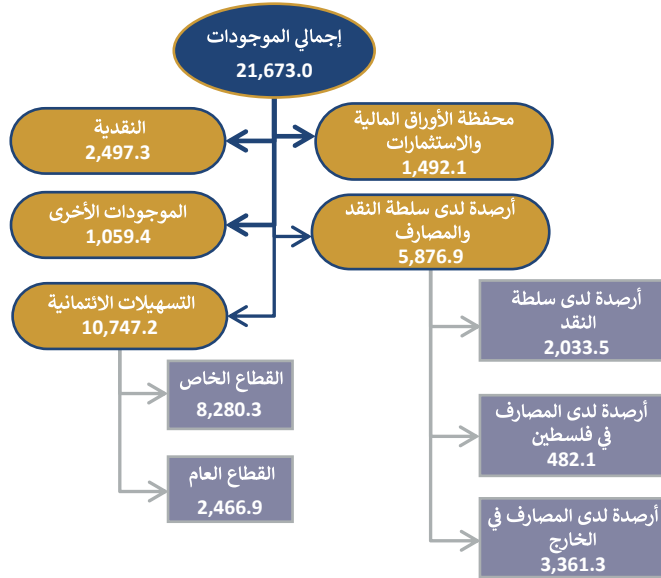 إجمالي الموجودات
21,673.0
محفظة الأوراق المالية
والاستثمارات
1,492.1
النقدية
2,497.3
أرصدة لدى سلطة النقد
والمصارف
5,876.9
الموجودات الأخرى
1,059.4
التسهيلات الائتمانية
10,747.2
أرصدة لدى سلطة
النقد
2,033.5
القطاع الخاص
8,280.3
أرصدة لدى المصارف
في فلسطين
482.1
القطاع العام
2,466.9
أرصدة لدى المصارف في
الخارج
3,361.3